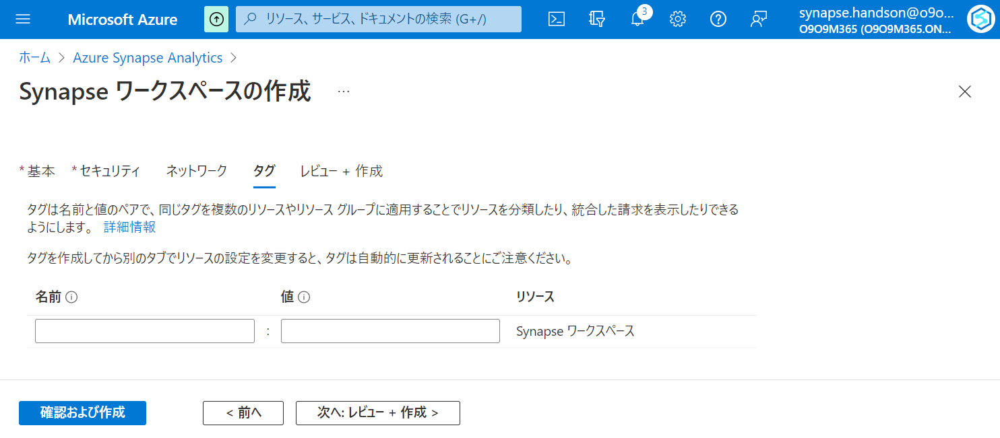 Microsoft Azure
リソース、サービス、ドキュメントの検索 (G+/)
3
synapse.handson@o9o...
O9O9M365 (O9O9M365.ON...
ホーム > Azure Synapse Analytics >
Synapse ワークスペースの作成 ...
* 基本 * セキュリティ ネットワーク タグ レビュー + 作成
タグは名前と値のペアで、同じタグを複数のリソースやリソース グループに適用することでリソースを分類したり、統合した請求を表示したりできる
ようにします。 詳細情報
タグを作成してから別のタブでリソースの設定を変更すると、タグは自動的に更新されることにご注意ください。
名前 値 リソース
: Synapse ワークスペース
確認および作成 < 前へ 次へ: レビュー + 作成 >